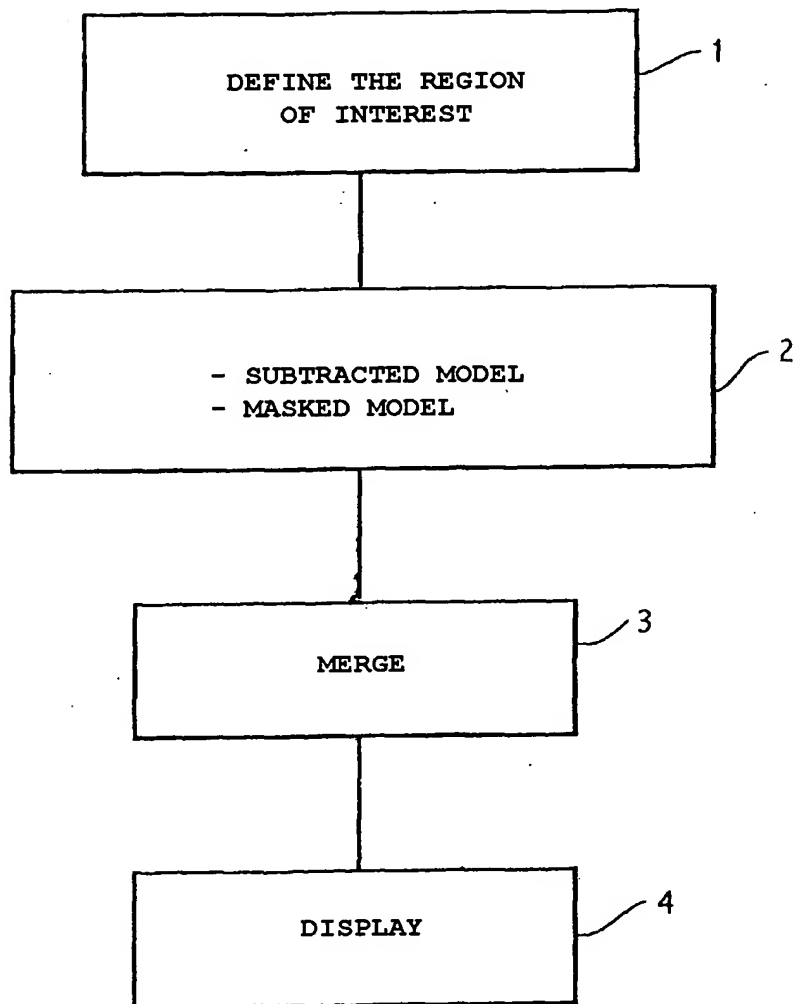 1
DEFINE THE REGION
OF INTEREST
2
- SUBTRACTED MODEL
- MASKED MODEL
3
MERGE
4
DISPLAY